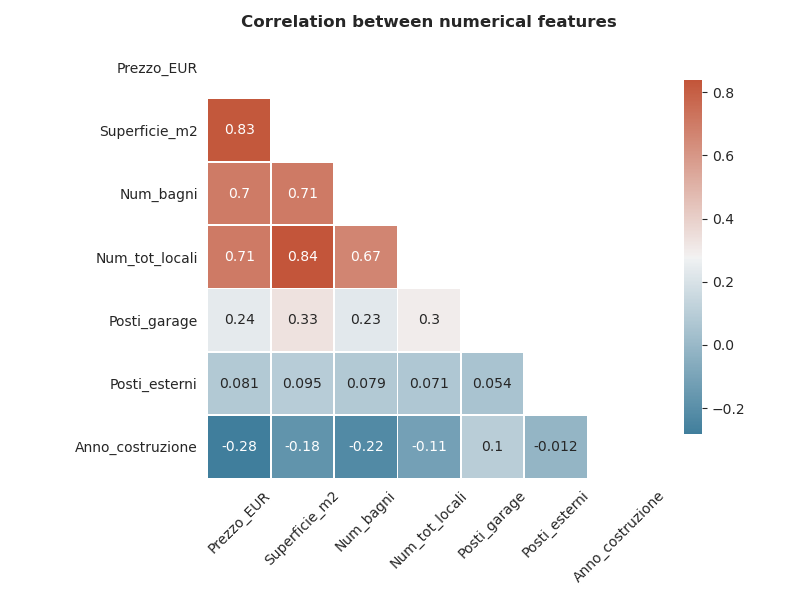 Correlation between numerical features
Prezzo_EUR
Superficie_m2 0.83
Num_bagni 0.7 0.71
Num_tot_locali 0.71 0.84 0.67
Posti_garage 0.24 0.33 0.23 0.3
Posti_esterni 0.081 0.095 0.079 0.071 0.054
Anno_costruzione -0.28 -0.18 -0.22 -0.11 0.1 -0.012
Prezzo_EUR Superficie_m2 Num_bagni Num_tot_locali Posti_garage Posti_esterni Anno_costruzione
0.8
0.6
0.4
0.2
0.0
−0.2